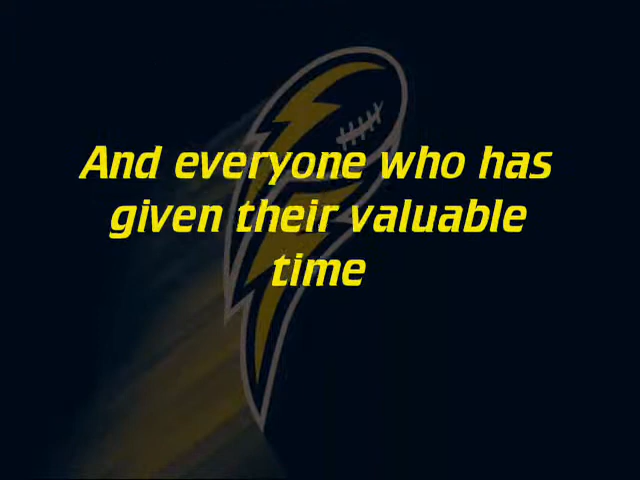 And everyone who has
given their valuable
time